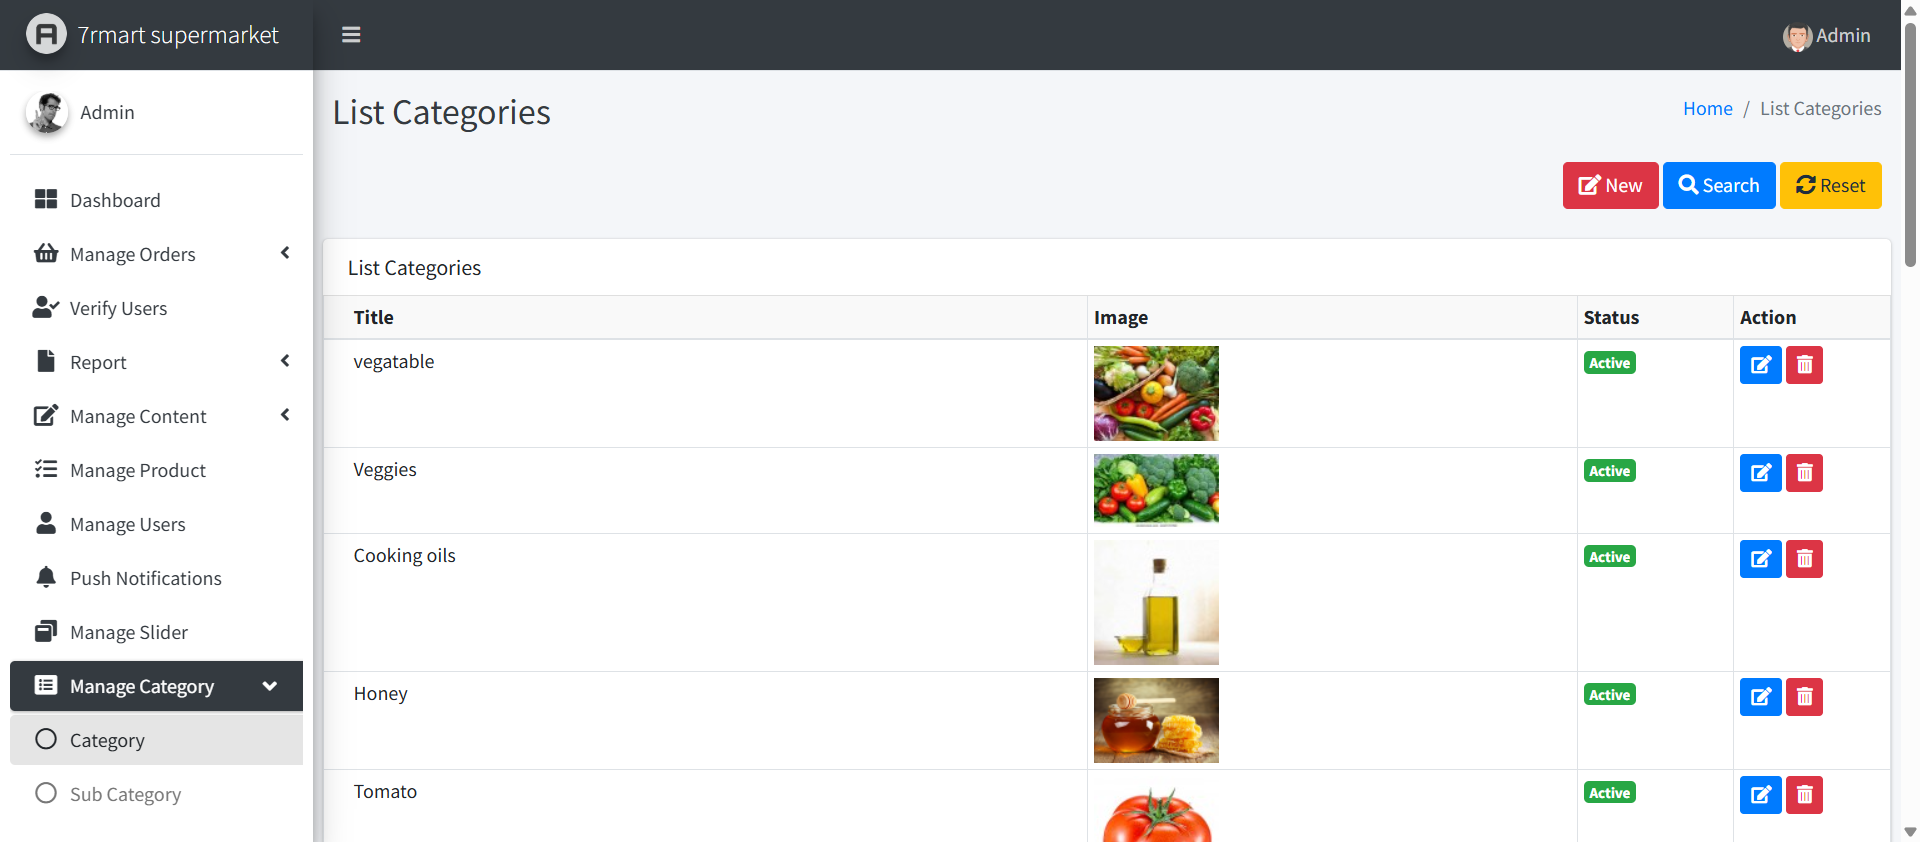 7rmart supermarket
Admin
Admin
List Categories
Home / List Categories
New
Search
Reset
Dashboard
Manage Orders
Verify Users
Report
Manage Content
Manage Product
Manage Users
Push Notifications
Manage Slider
Manage Category
Category
Sub Category
List Categories
Title Image Status Action
vegatable Active
Veggies Active
Cooking oils Active
Honey Active
Tomato Active